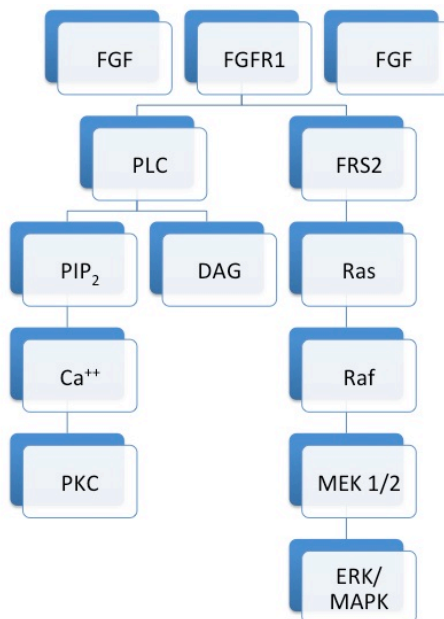 FGF
FGFR1
FGF
PLC
FRS2
PIP₂
DAG
Ras
Ca⁺⁺
Raf
PKC
MEK 1/2
ERK/
MAPK